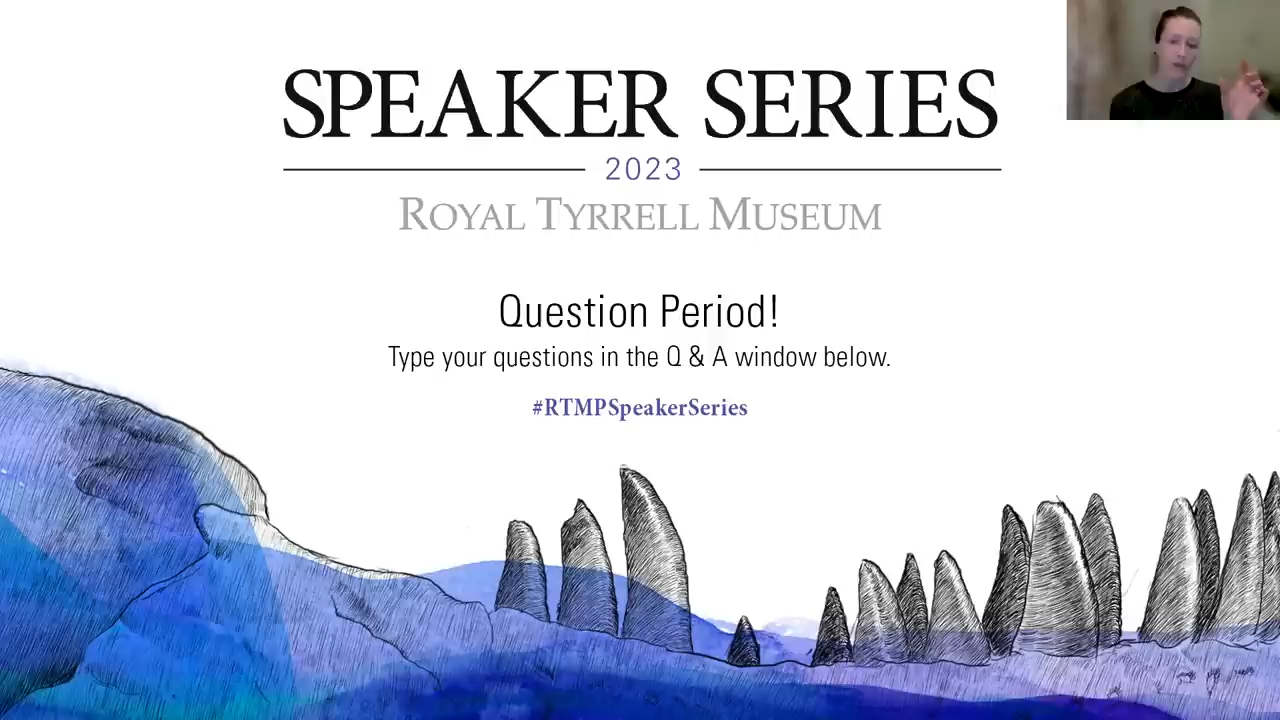 SPEAKER SERIES
2023
ROYAL TYRRELL MUSEUM
Question Period!
Type your questions in the Q & A window below.
#RTMPSpeakerSeries